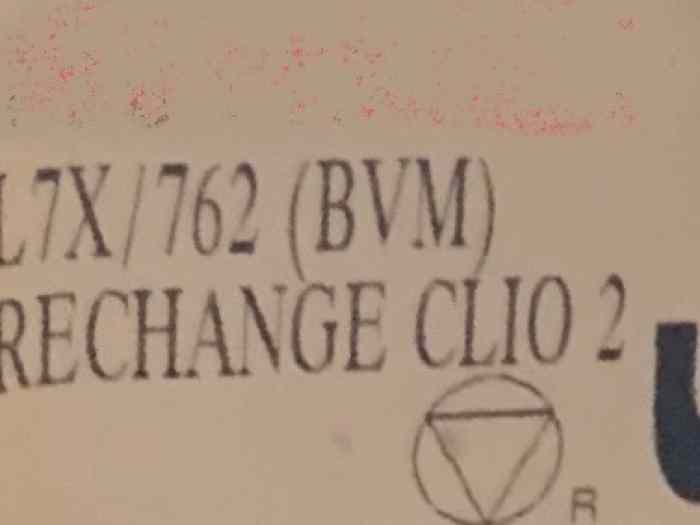 L7X/762 (BVM)
RECHANGE CLIO 2
R